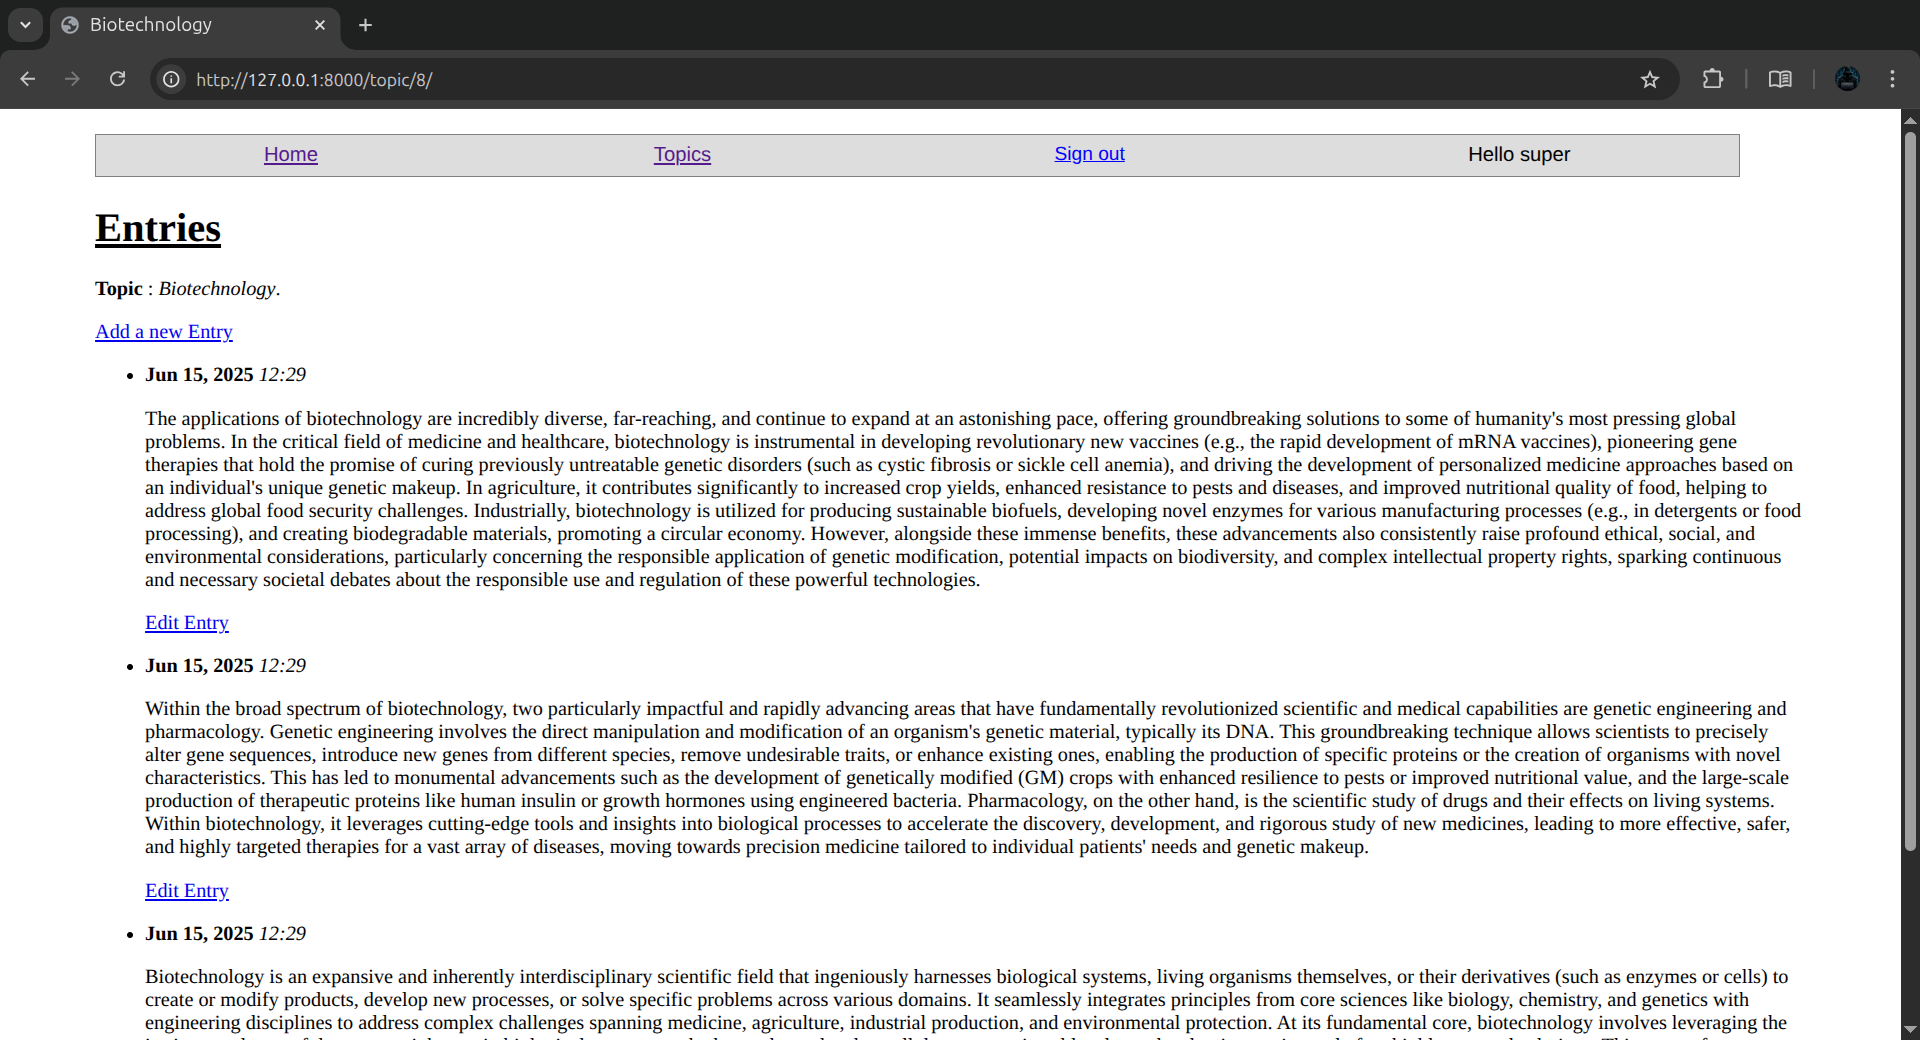 Biotechnology
http://127.0.0.1:8000/topic/8/
Home Topics Sign out Hello super
Entries
Topic : Biotechnology.
Add a new Entry
Jun 15, 2025 12:29
The applications of biotechnology are incredibly diverse, far-reaching, and continue to expand at an astonishing pace, offering groundbreaking solutions to some of humanity's most pressing global
problems. In the critical field of medicine and healthcare, biotechnology is instrumental in developing revolutionary new vaccines (e.g., the rapid development of mRNA vaccines), pioneering gene
therapies that hold the promise of curing previously untreatable genetic disorders (such as cystic fibrosis or sickle cell anemia), and driving the development of personalized medicine approaches based on
an individual's unique genetic makeup. In agriculture, it contributes significantly to increased crop yields, enhanced resistance to pests and diseases, and improved nutritional quality of food, helping to
address global food security challenges. Industrially, biotechnology is utilized for producing sustainable biofuels, developing novel enzymes for various manufacturing processes (e.g., in detergents or food
processing), and creating biodegradable materials, promoting a circular economy. However, alongside these immense benefits, these advancements also consistently raise profound ethical, social, and
environmental considerations, particularly concerning the responsible application of genetic modification, potential impacts on biodiversity, and complex intellectual property rights, sparking continuous
and necessary societal debates about the responsible use and regulation of these powerful technologies.
Edit Entry
Jun 15, 2025 12:29
Within the broad spectrum of biotechnology, two particularly impactful and rapidly advancing areas that have fundamentally revolutionized scientific and medical capabilities are genetic engineering and
pharmacology. Genetic engineering involves the direct manipulation and modification of an organism's genetic material, typically its DNA. This groundbreaking technique allows scientists to precisely
alter gene sequences, introduce new genes from different species, remove undesirable traits, or enhance existing ones, enabling the production of specific proteins or the creation of organisms with novel
characteristics. This has led to monumental advancements such as the development of genetically modified (GM) crops with enhanced resilience to pests or improved nutritional value, and the large-scale
production of therapeutic proteins like human insulin or growth hormones using engineered bacteria. Pharmacology, on the other hand, is the scientific study of drugs and their effects on living systems.
Within biotechnology, it leverages cutting-edge tools and insights into biological processes to accelerate the discovery, development, and rigorous study of new medicines, leading to more effective, safer,
and highly targeted therapies for a vast array of diseases, moving towards precision medicine tailored to individual patients' needs and genetic makeup.
Edit Entry
Jun 15, 2025 12:29
Biotechnology is an expansive and inherently interdisciplinary scientific field that ingeniously harnesses biological systems, living organisms themselves, or their derivatives (such as enzymes or cells) to
create or modify products, develop new processes, or solve specific problems across various domains. It seamlessly integrates principles from core sciences like biology, chemistry, and genetics with
engineering disciplines to address complex challenges spanning medicine, agriculture, industrial production, and environmental protection. At its fundamental core, biotechnology involves leveraging the